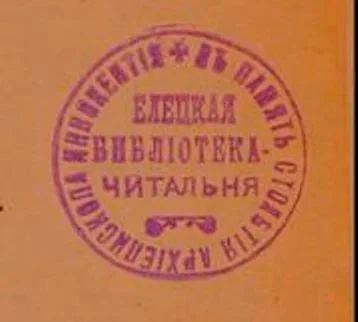 ВЪ ПАМЯТЬ СТОЛѢТІЯ АРХІЕПИСКОПА ИННОКЕНТІЯ
ЕЛЕЦКАЯ
БИБЛІОТЕКА-
ЧИТАЛЬНЯ